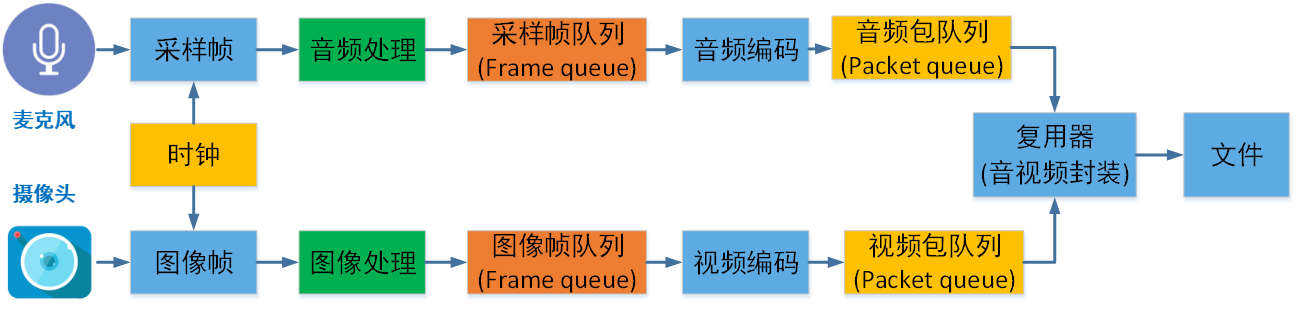 麦克风
采样帧
音频处理
采样帧队列
(Frame queue)
音频编码
音频包队列
(Packet queue)
时钟
复用器
(音视频封装)
文件
摄像头
图像帧
图像处理
图像帧队列
(Frame queue)
视频编码
视频包队列
(Packet queue)